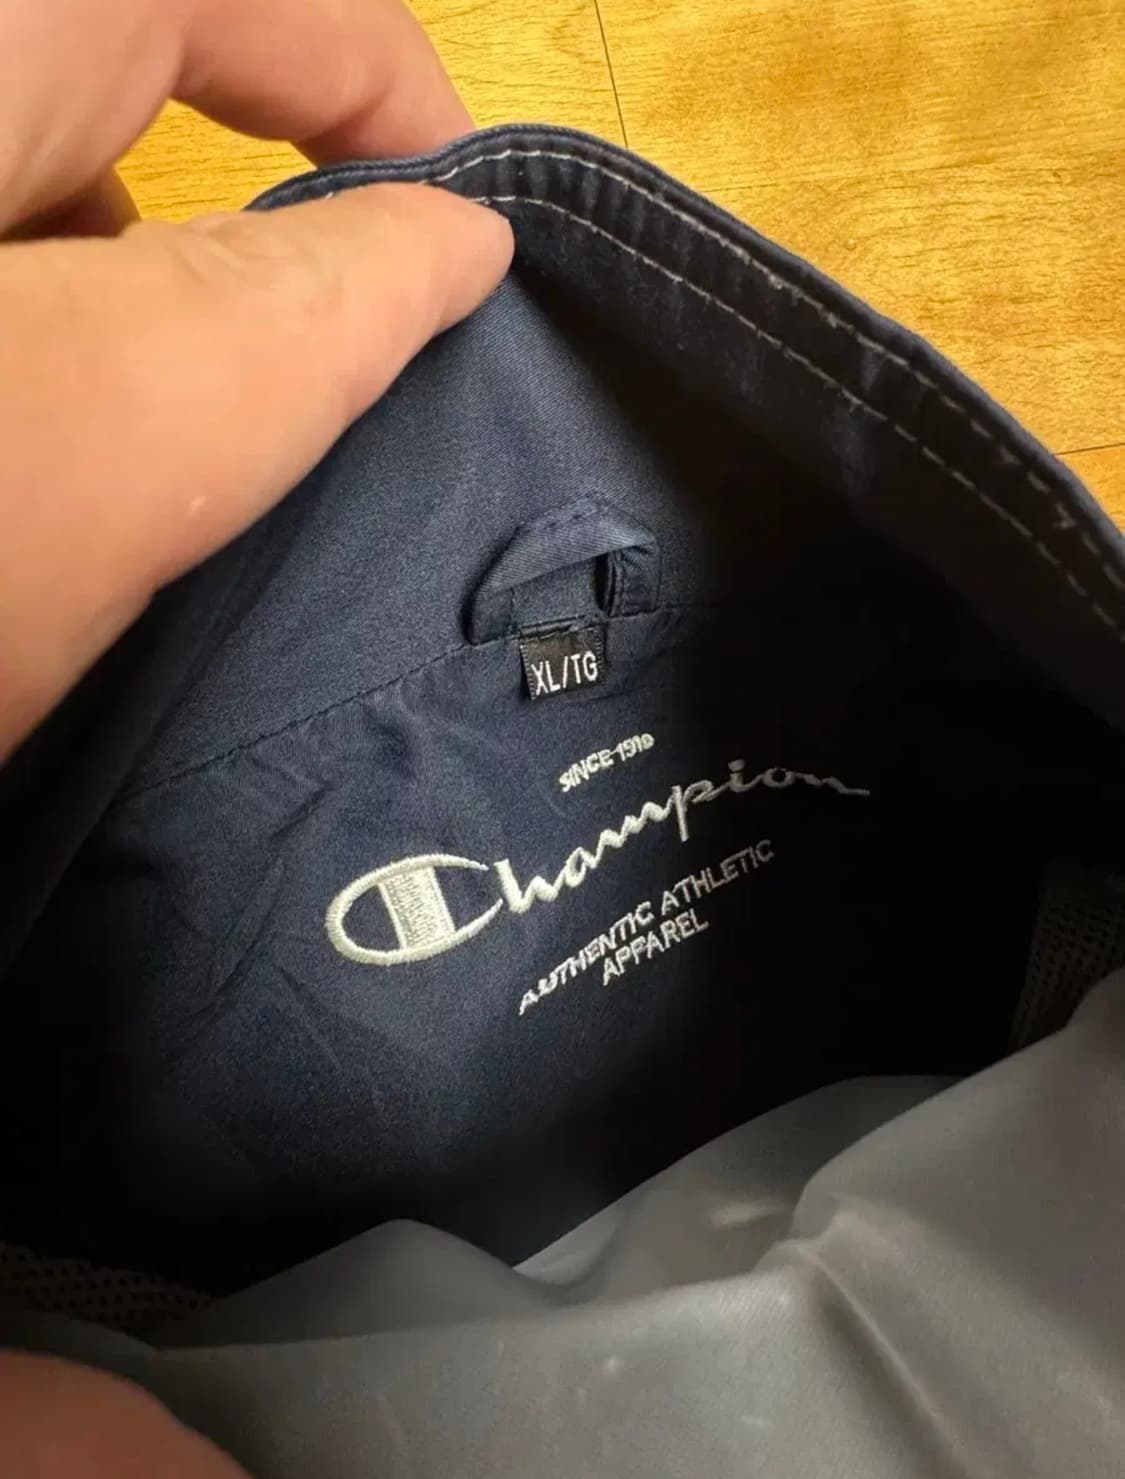 XL/TG
SINCE 1919
Champion
AUTHENTIC ATHLETIC
APPAREL